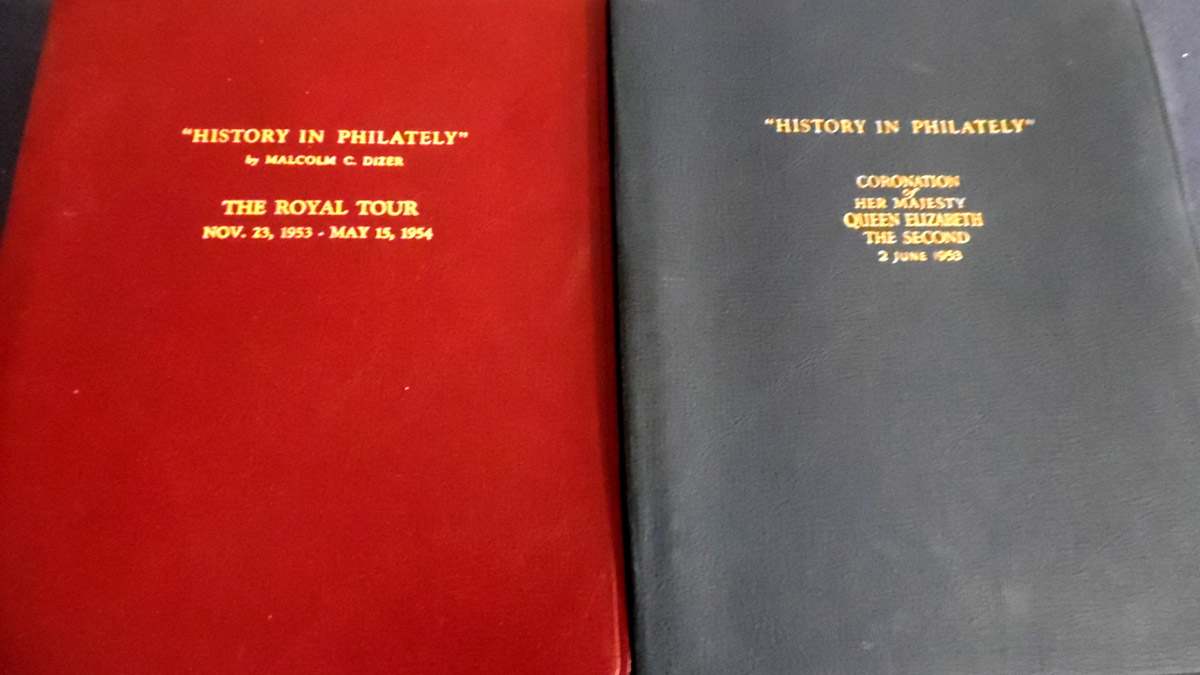 “HISTORY IN PHILATELY”
by MALCOLM C. DIZER
THE ROYAL TOUR
NOV. 23, 1953 - MAY 15, 1954
“HISTORY IN PHILATELY”
CORONATION
of
HER MAJESTY
QUEEN ELIZABETH
THE SECOND
2 JUNE 1953